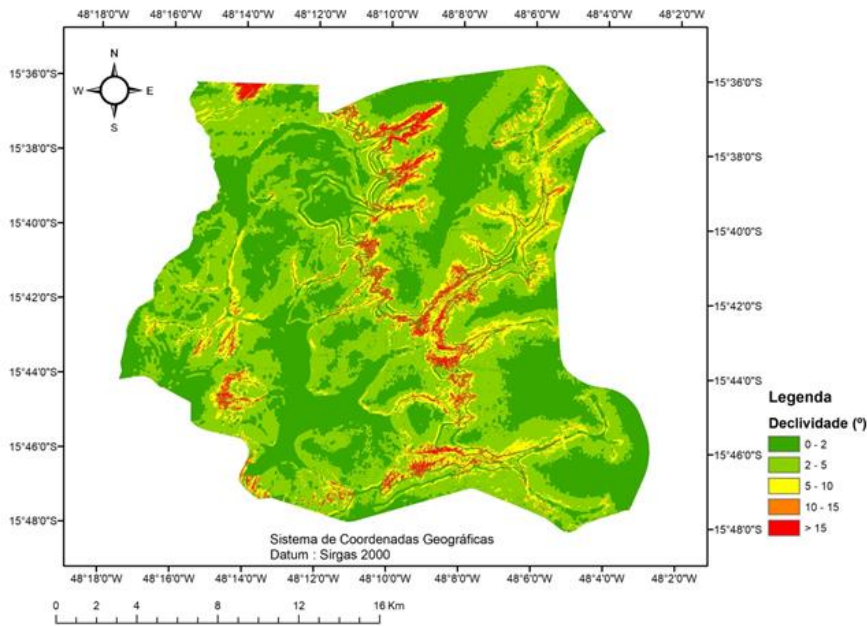 48°18'0"W 48°16'0"W 48°14'0"W 48°12'0"W 48°10'0"W 48°8'0"W 48°6'0"W 48°4'0"W 48°2'0"W
N
W E
S
15°36'0"S 15°36'0"S
15°38'0"S 15°38'0"S
15°40'0"S 15°40'0"S
15°42'0"S 15°42'0"S
15°44'0"S 15°44'0"S
15°46'0"S 15°46'0"S
15°48'0"S 15°48'0"S
Legenda
Declividade (º)
0 - 2
2 - 5
5 - 10
10 - 15
> 15
Sistema de Coordenadas Geográficas
Datum : Sirgas 2000
48°18'0"W 48°16'0"W 48°14'0"W 48°12'0"W 48°10'0"W 48°8'0"W 48°6'0"W 48°4'0"W 48°2'0"W
0 2 4 8 12 16 Km